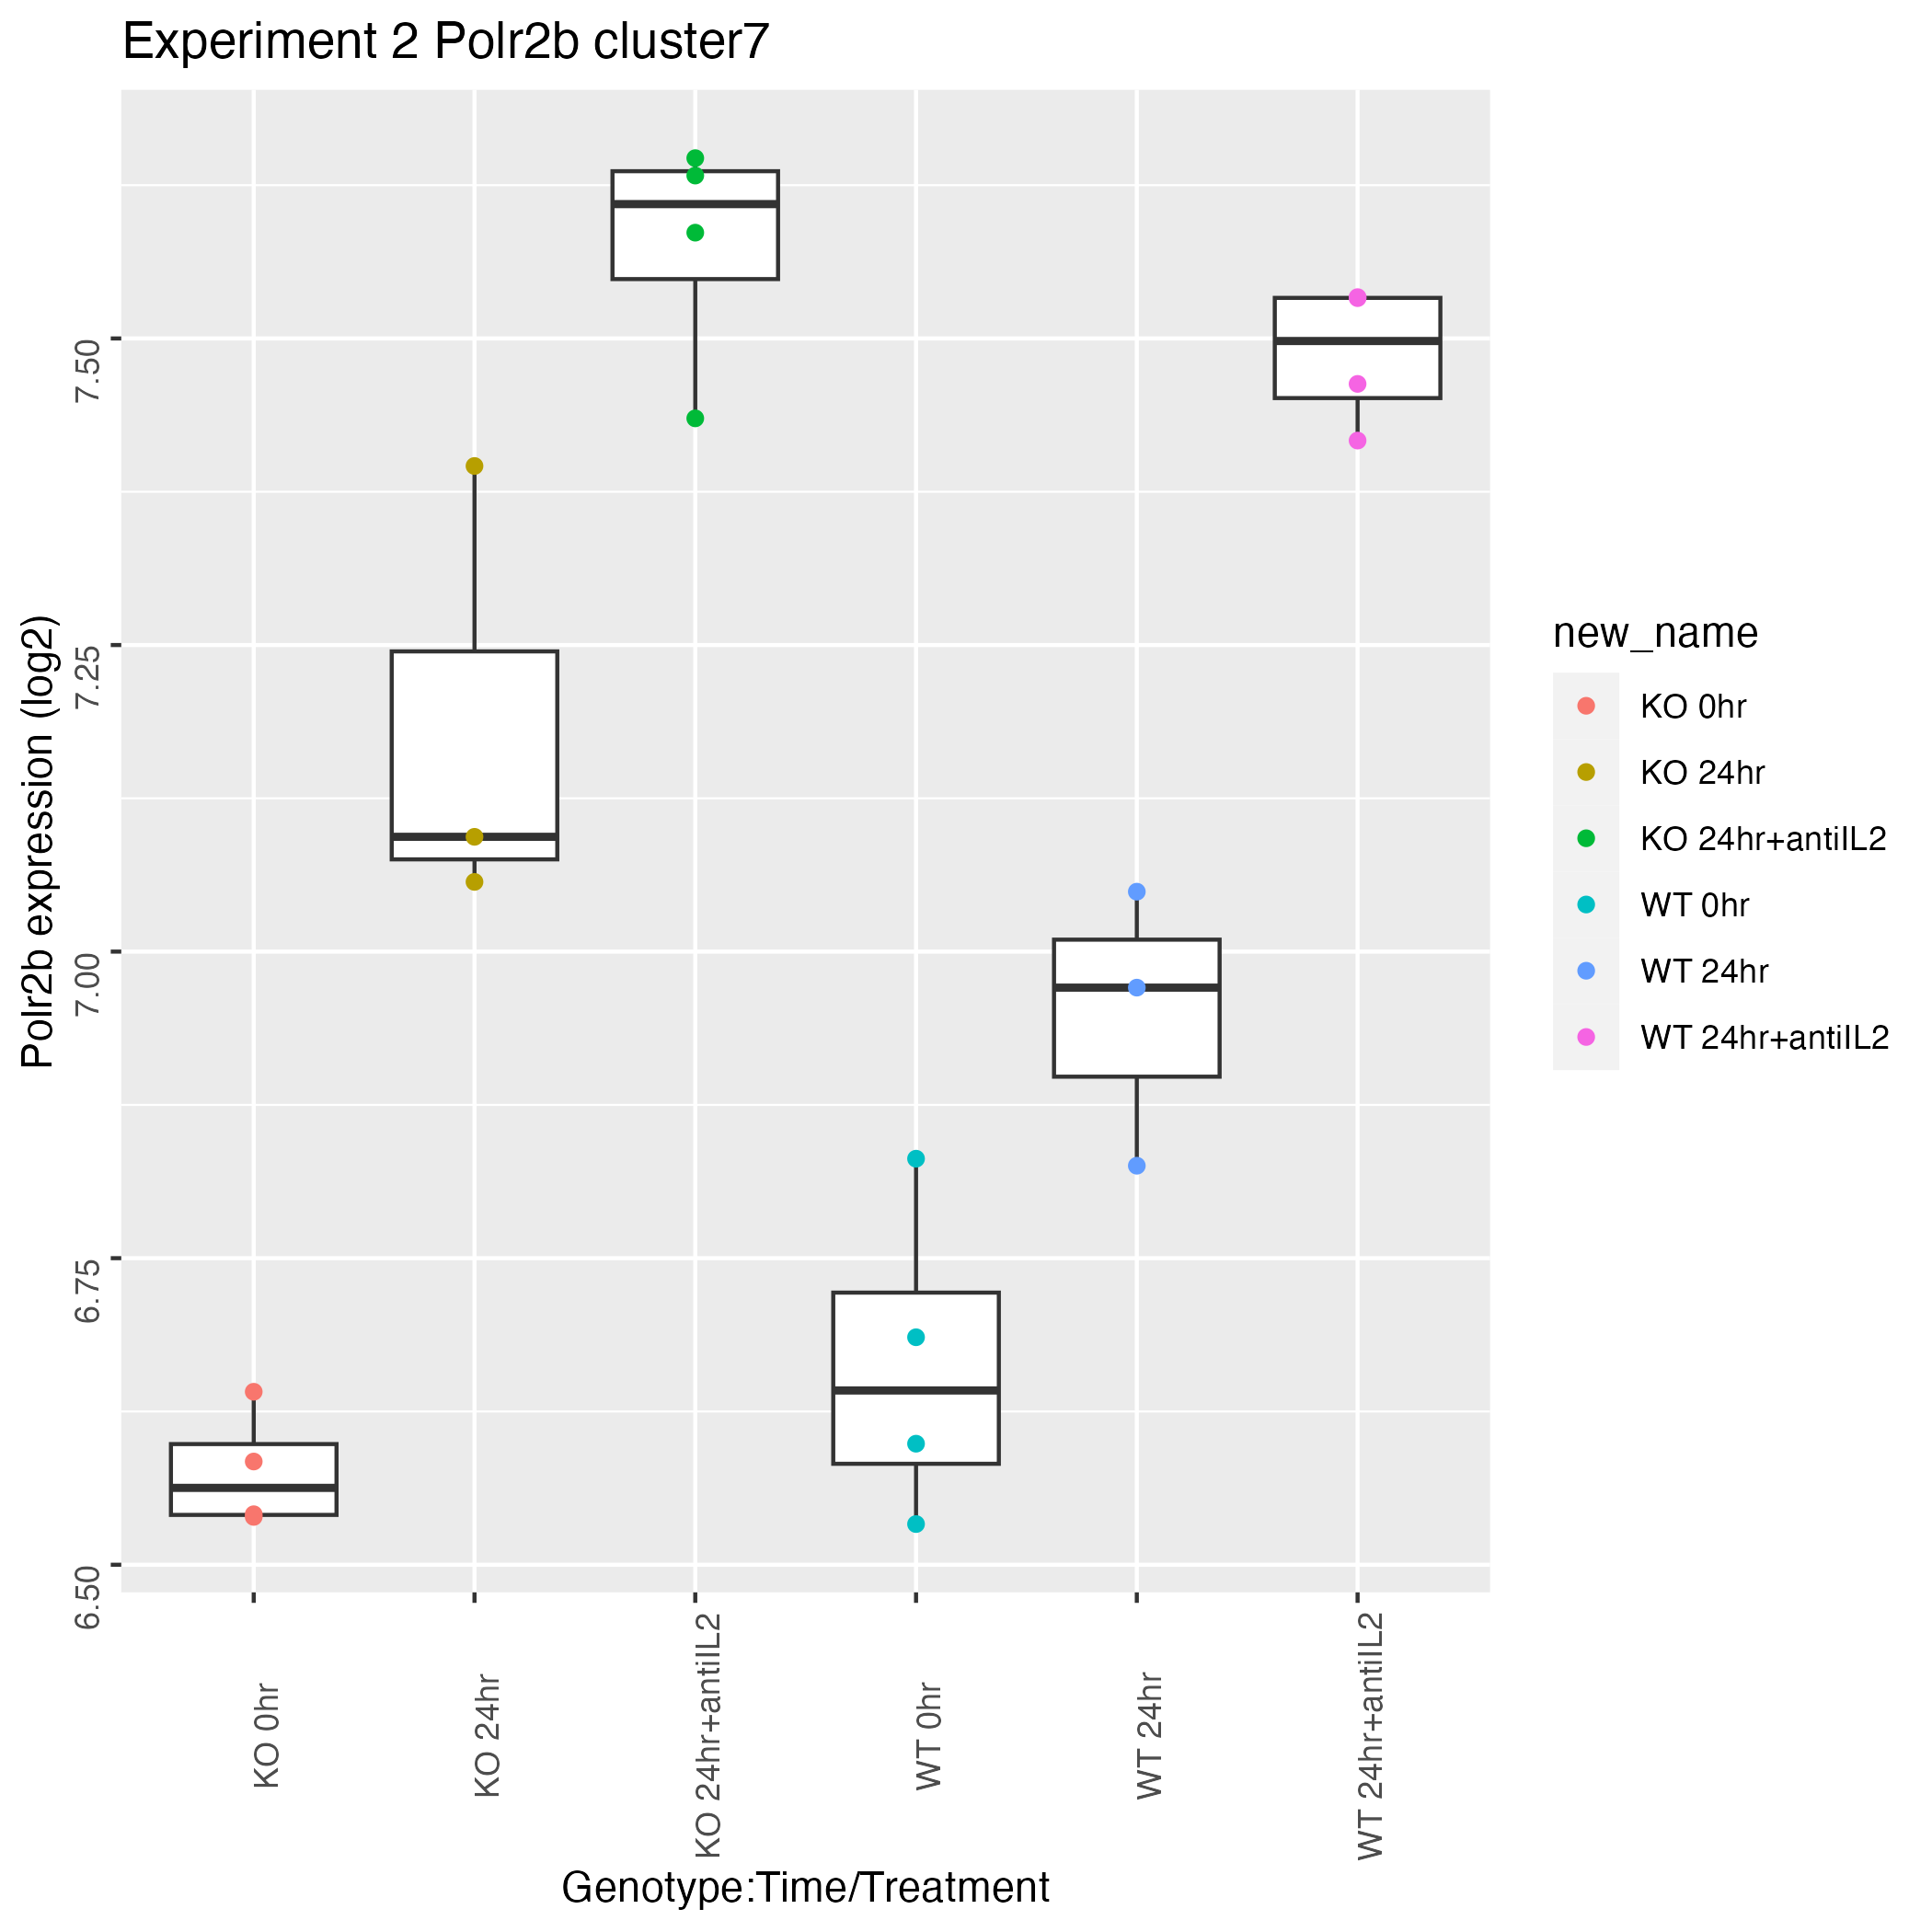 Experiment 2 Polr2b cluster7
Polr2b expression (log2)
7.50
7.25
7.00
6.75
6.50
KO 0hr
KO 24hr
KO 24hr+antiIL2
WT 0hr
WT 24hr
WT 24hr+antiIL2
Genotype:Time/Treatment
new_name
KO 0hr
KO 24hr
KO 24hr+antiIL2
WT 0hr
WT 24hr
WT 24hr+antiIL2